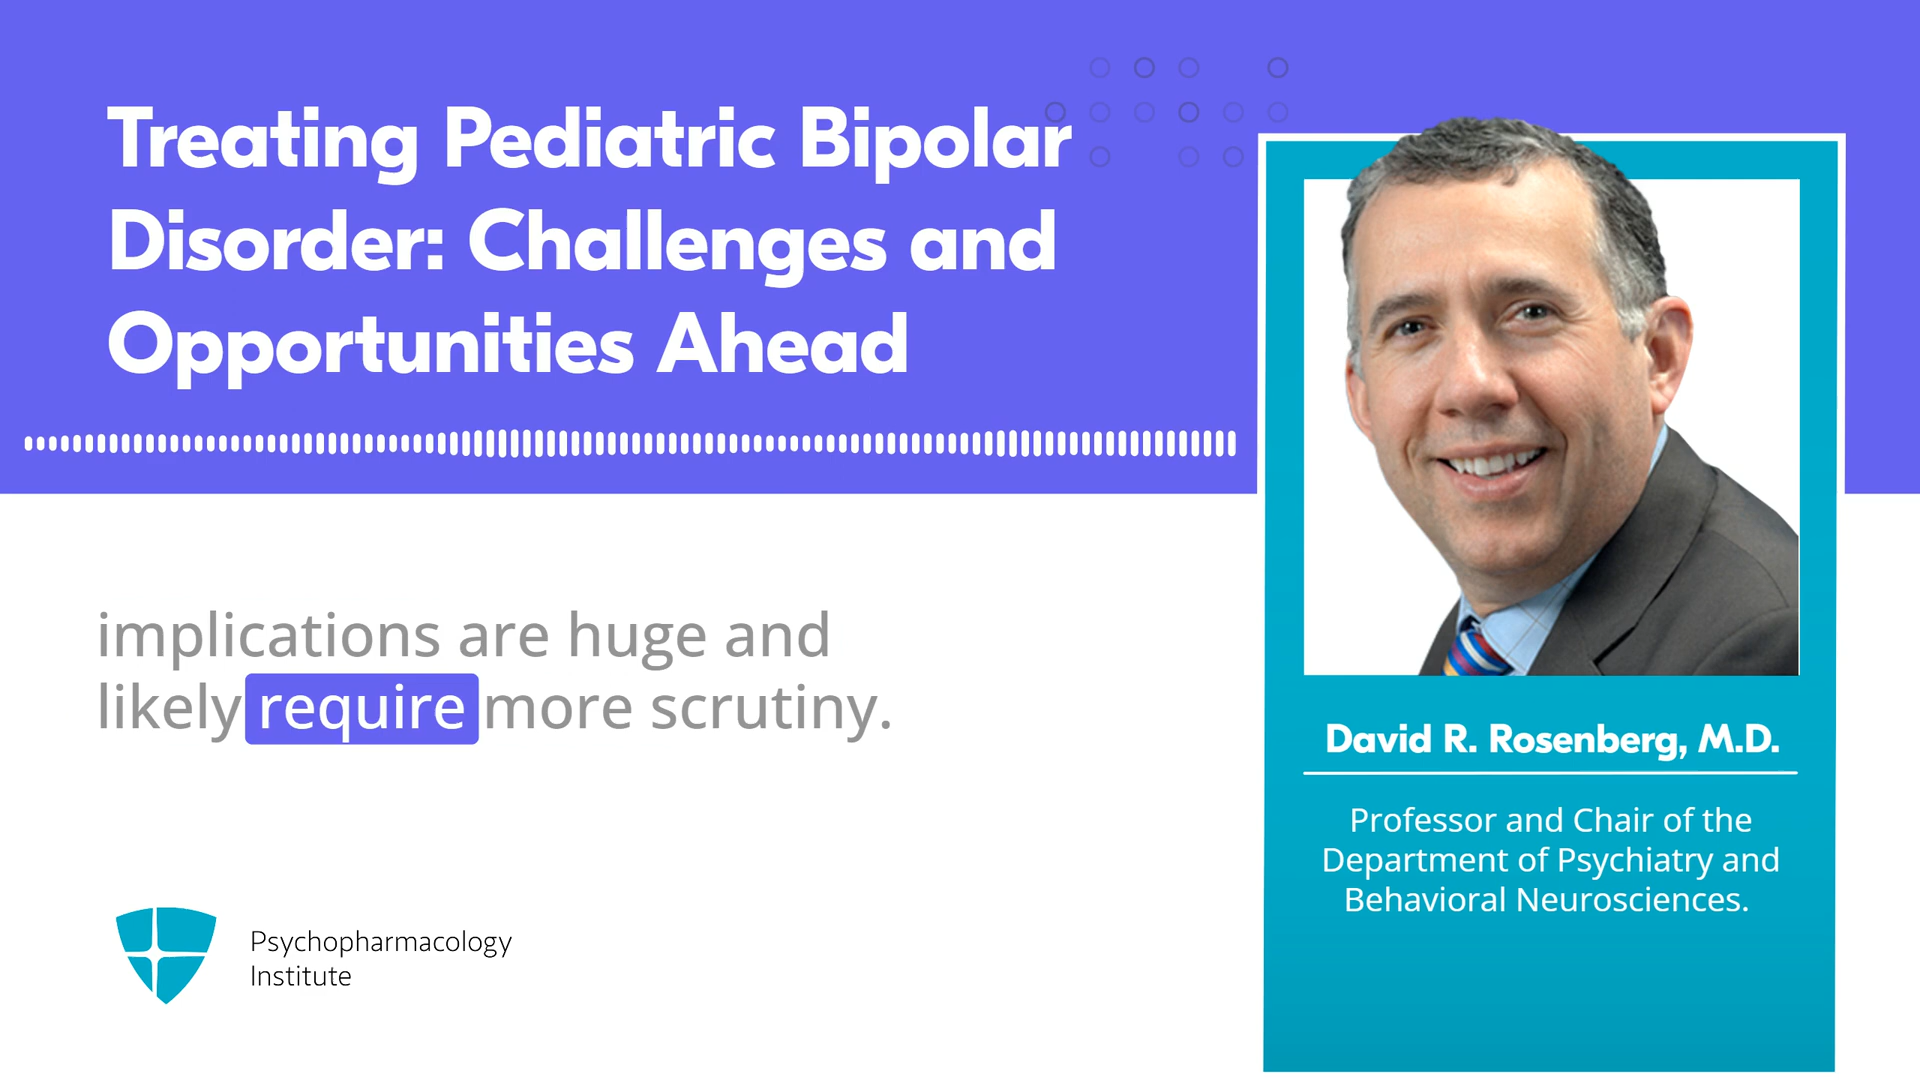 Treating Pediatric Bipolar
Disorder: Challenges and
Opportunities Ahead
implications are huge and
likely require more scrutiny.
Psychopharmacology
Institute
David R. Rosenberg, M.D.
Professor and Chair of the
Department of Psychiatry and
Behavioral Neurosciences.